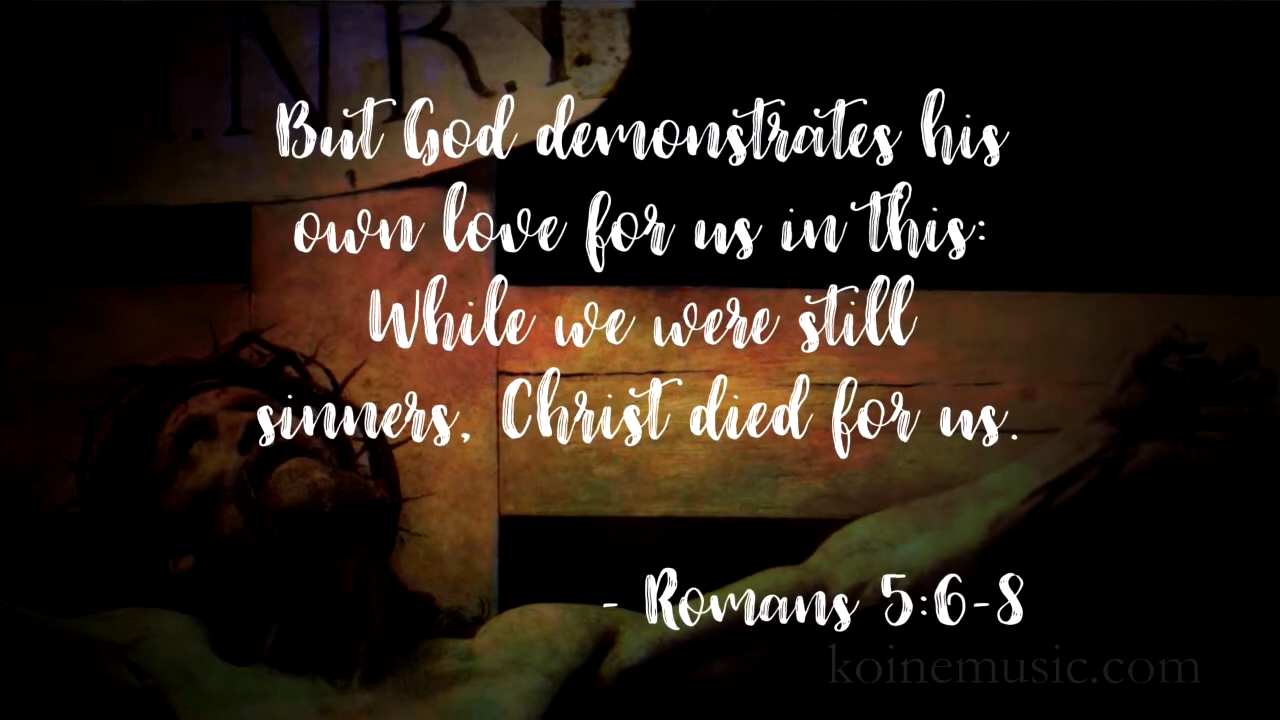 I.N.R.I
But God demonstrates his
own love for us in this:
While we were still
sinners, Christ died for us.
- Romans 5:6-8
koinemusic.com